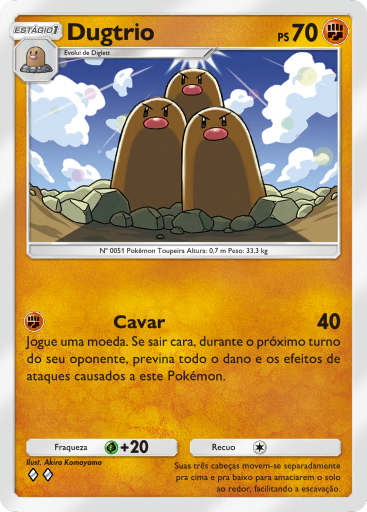 ESTÁGIO 1
Dugtrio
PS 70
Evolui de Diglett
Nº 0051 Pokémon Toupeira Altura: 0,7 m Peso: 33,3 kg
Cavar 40
Jogue uma moeda. Se sair cara, durante o próximo turno
do seu oponente, previna todo o dano e os efeitos de
ataques causados a este Pokémon.
Fraqueza +20 Recuo
Ilust. Akira Komayama
Suas três cabeças movem-se separadamente
pra cima e pra baixo para amaciarem o solo
ao redor, facilitando a escavação.